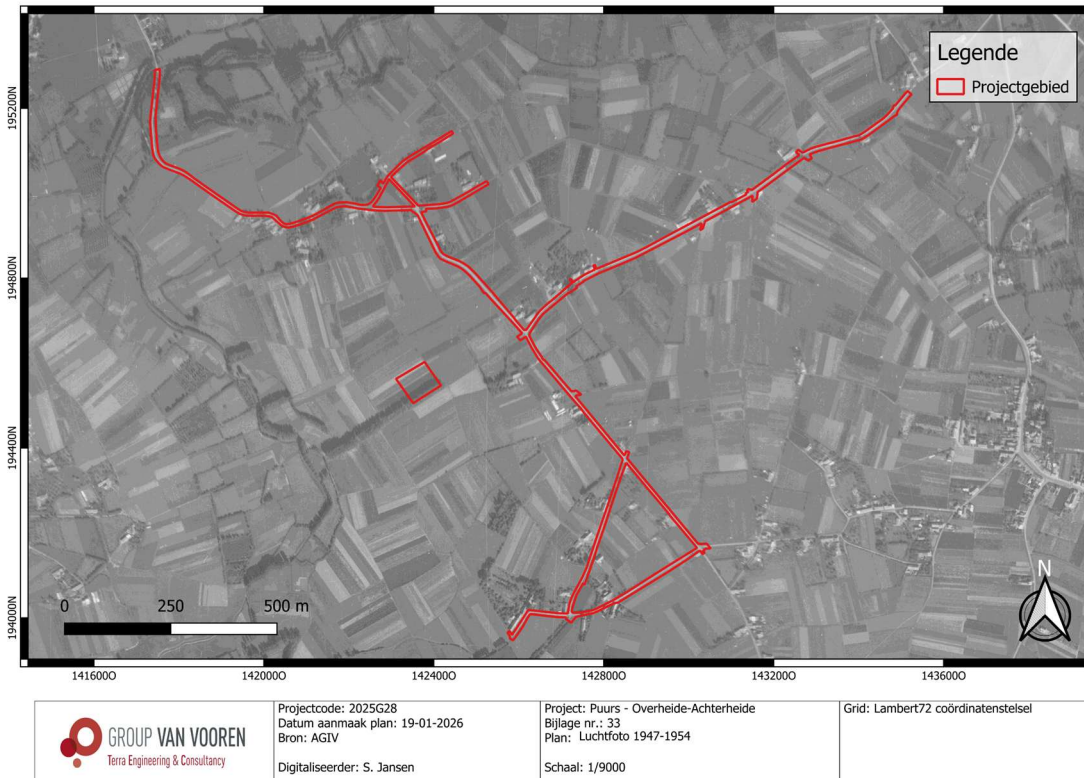 Legende
Projectgebied
195200N
194800N
194400N
194000N
0 250 500 m
N
141600O 142000O 142400O 142800O 143200O 143600O
GROUP VAN VOOREN
Terra Engineering & Consultancy
Projectcode: 2025G28
Datum aanmaak plan: 19-01-2026
Bron: AGIV
Digitaliseerder: S. Jansen
Project: Puurs - Overheide-Achterheide
Bijlage nr.: 33
Plan: Luchtfoto 1947-1954
Schaal: 1/9000
Grid: Lambert72 coördinatenstelsel